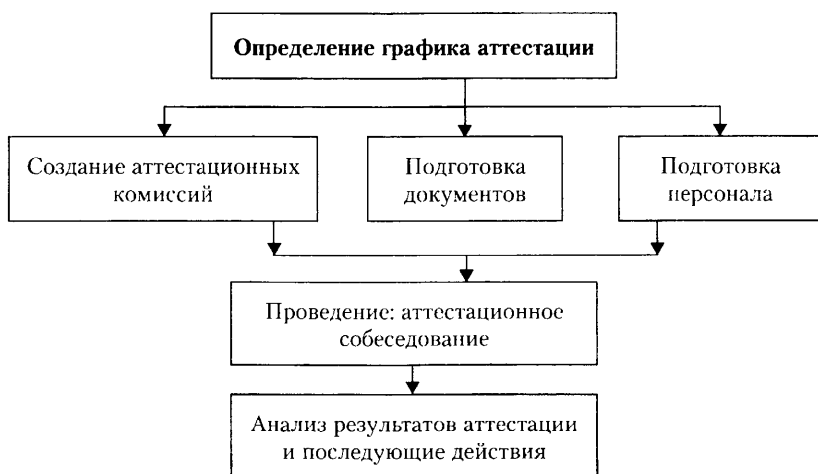 Определение графика аттестации
Создание аттестационных
комиссий
Подготовка
документов
Подготовка
персонала
Проведение: аттестационное
собеседование
Анализ результатов аттестации
и последующие действия